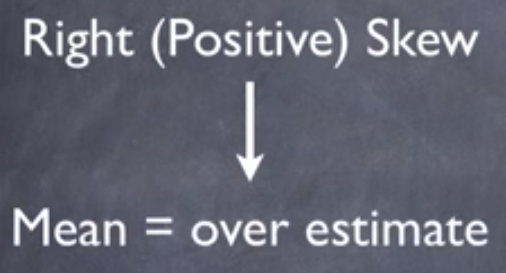 Right (Positive) Skew
Mean = over estimate